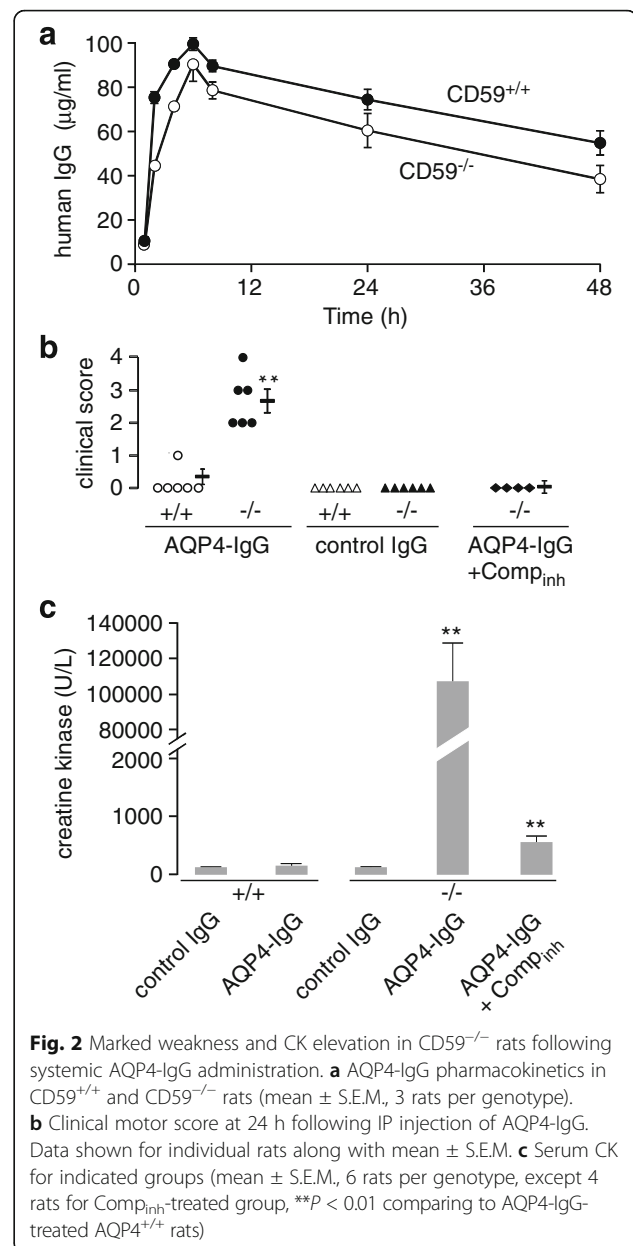 a
human IgG (μg/ml)
100
80
60
40
20
0
CD59+/+
CD59-/-
0 12 24 36 48
Time (h)
b
clinical score
4
3
2
1
0
**
+/+ -/- +/+ -/- -/-
AQP4-IgG control IgG AQP4-IgG
+Compinh
c
creatine kinase (U/L)
140000
120000
100000
80000
2000
1000
0
**
**
+/+ -/-
control IgG
AQP4-IgG
control IgG
AQP4-IgG
AQP4-IgG
+ Compinh
Fig. 2 Marked weakness and CK elevation in CD59−/− rats following
systemic AQP4-IgG administration. a AQP4-IgG pharmacokinetics in
CD59+/+ and CD59−/− rats (mean ± S.E.M., 3 rats per genotype).
b Clinical motor score at 24 h following IP injection of AQP4-IgG.
Data shown for individual rats along with mean ± S.E.M. c Serum CK
for indicated groups (mean ± S.E.M., 6 rats per genotype, except 4
rats for Compinh-treated group, **P < 0.01 comparing to AQP4-IgG-
treated AQP4+/+ rats)